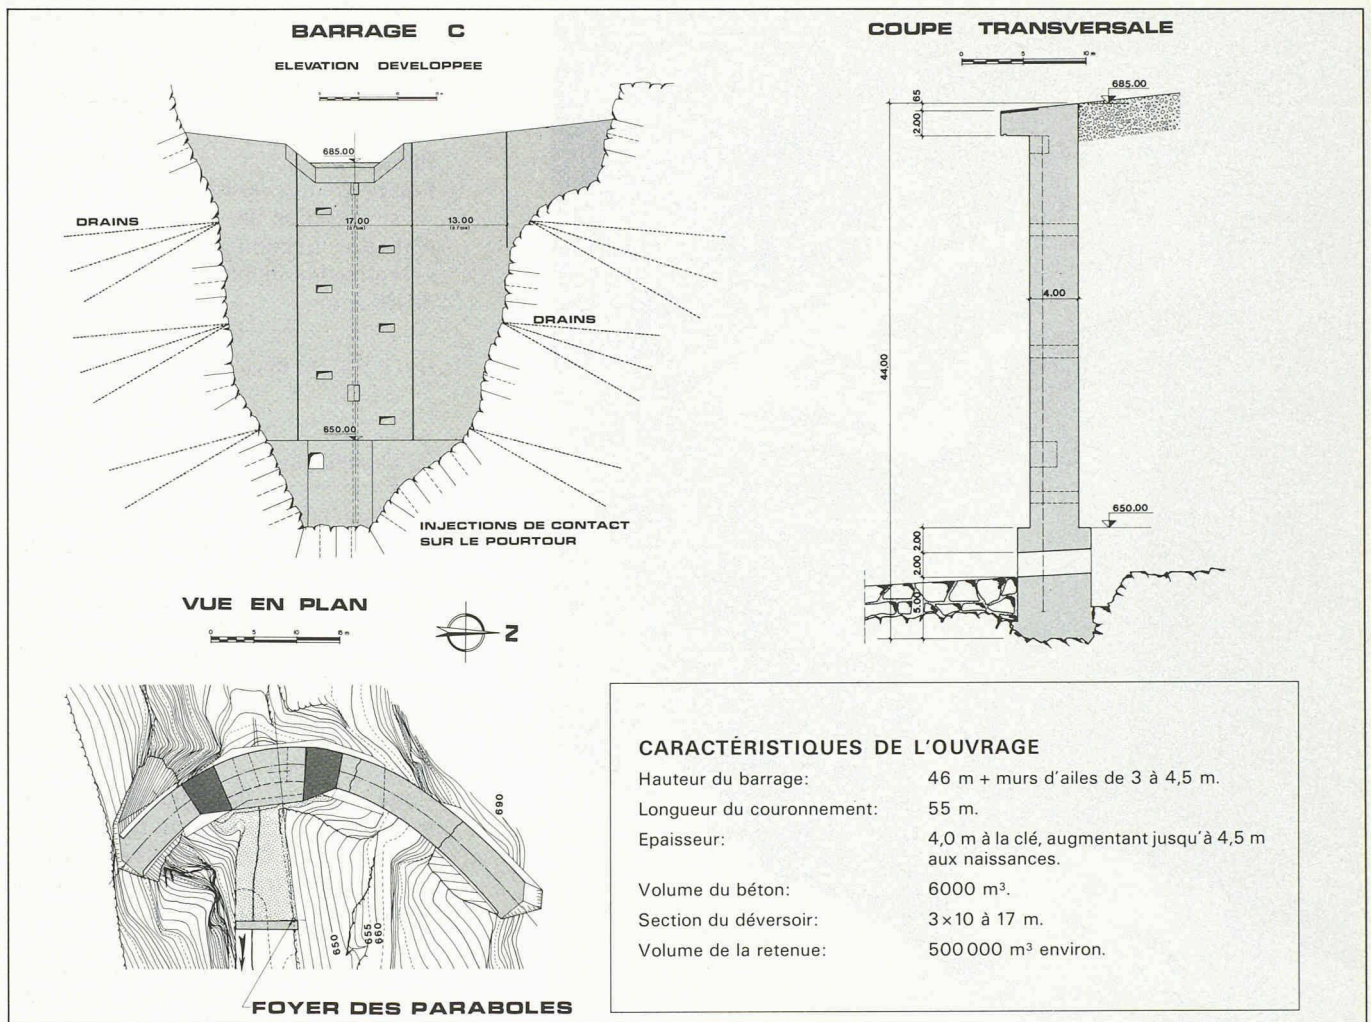 BARRAGE C
ELEVATION DEVELOPPEE
0 5 10 m
685.00
DRAINS
17.00
13.00
DRAINS
650.00
INJECTIONS DE CONTACT
SUR LE POURTOUR
COUPE TRANSVERSALE
0 5 10 m
65
685.00
2.00
4.00
44.00
650.00
2.00
2.00
5.00
VUE EN PLAN
0 5 10 15 m
N
690
650
655
660
FOYER DES PARABOLES
CARACTÉRISTIQUES DE L'OUVRAGE
Hauteur du barrage: 46 m + murs d'ailes de 3 à 4,5 m.
Longueur du couronnement: 55 m.
Epaisseur: 4,0 m à la clé, augmentant jusqu'à 4,5 m
aux naissances.
Volume du béton: 6000 m³.
Section du déversoir: 3×10 à 17 m.
Volume de la retenue: 500 000 m³ environ.